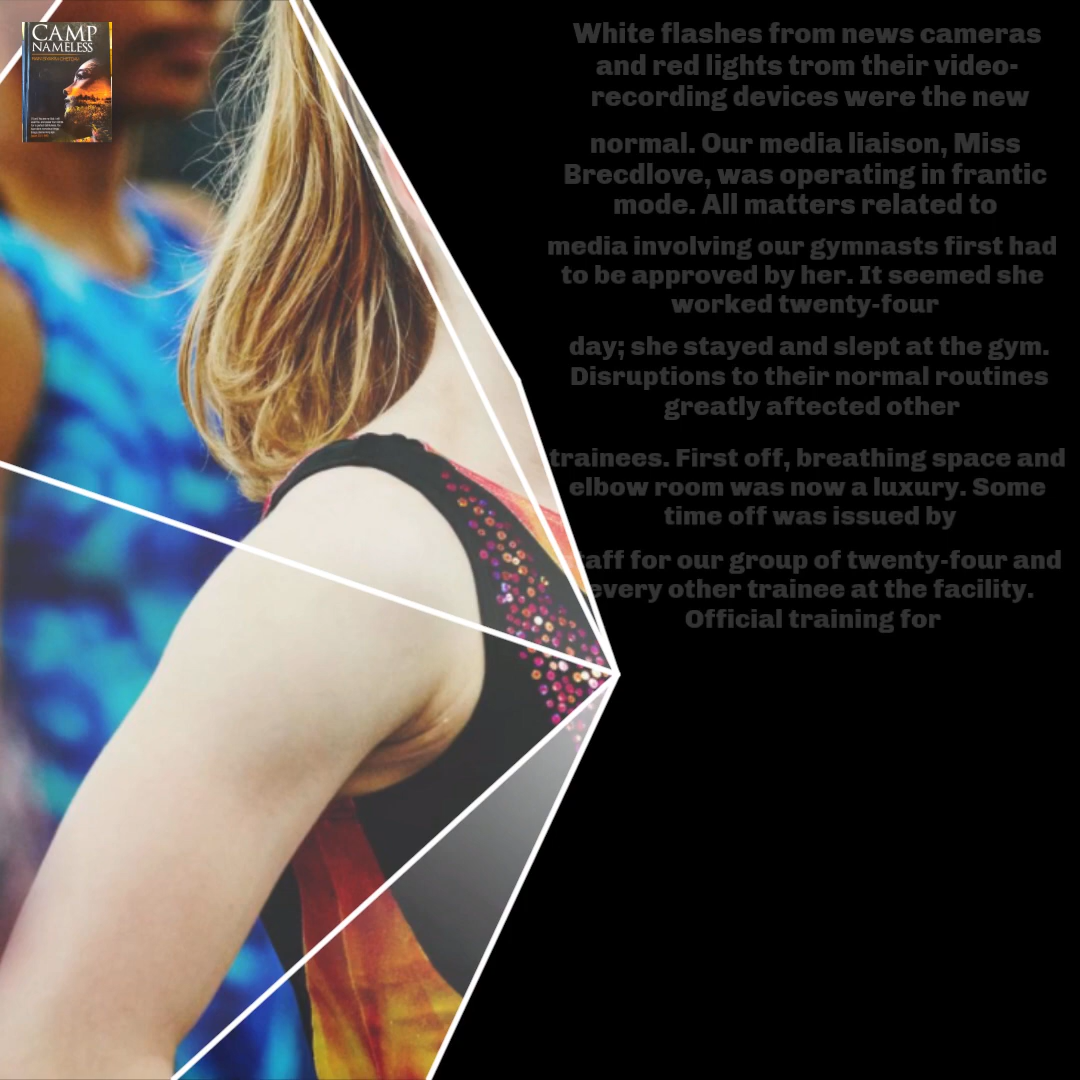 CAMP
NAMELESS
White flashes from news cameras
and red lights trom their video-
recording devices were the new
normal. Our media liaison, Miss
Brecdlove, was operating in frantic
mode. All matters related to
media involving our gymnasts first had
to be approved by her. It seemed she
worked twenty-four
day; she stayed and slept at the gym.
Disruptions to their normal routines
greatly aftected other
trainees. First off, breathing space and
elbow room was now a luxury. Some
time off was issued by
aff for our group of twenty-four and
every other trainee at the facility.
Official training for